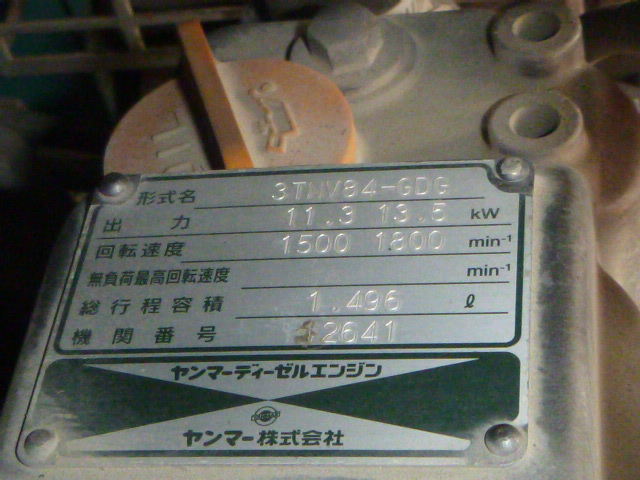 OIL
形式名 3TNV84-GDG
出力 11.3 13.5 kW
回転速度 1500 1800 min-¹
無負荷最高回転速度 min-¹
総行程容積 1.496 ℓ
機関番号 12641
ヤンマーディーゼルエンジン
ヤンマー株式会社